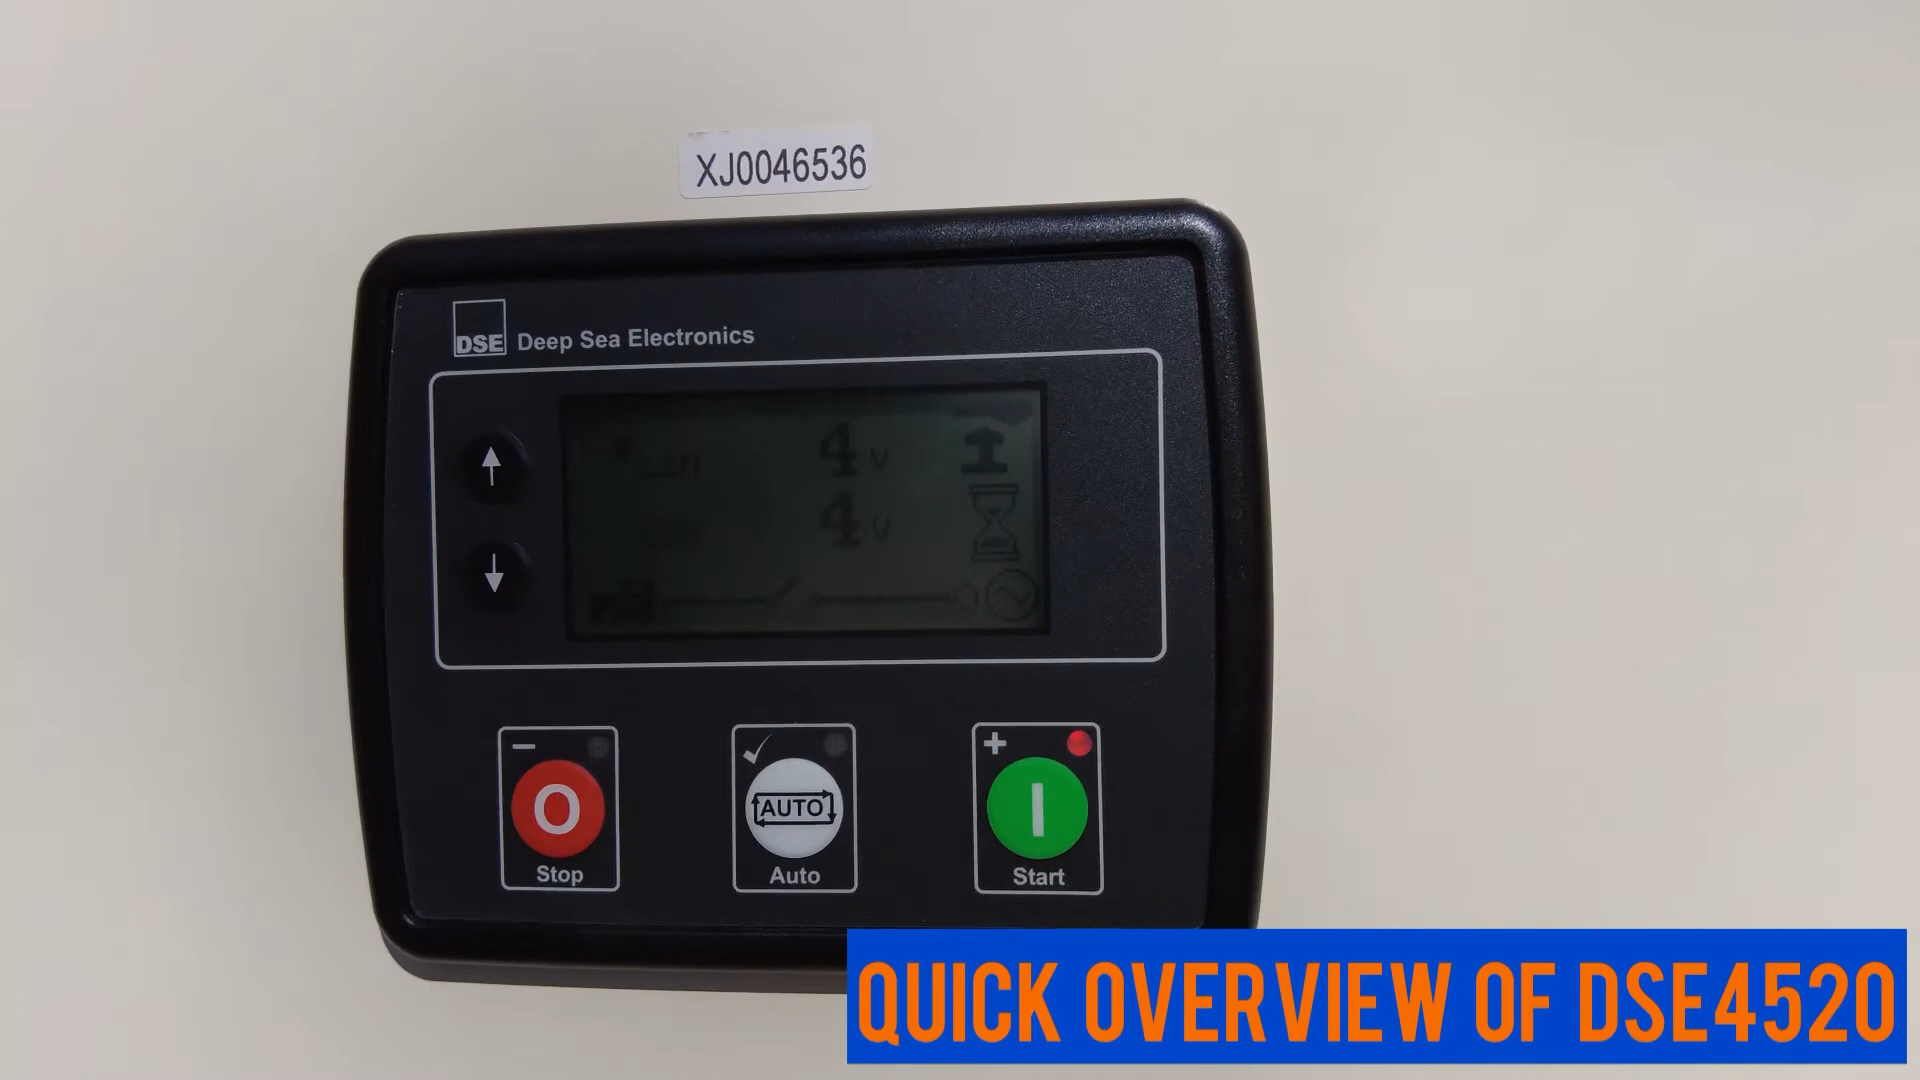 XJ0046536
DSE Deep Sea Electronics
4 V
4 V
O
AUTO
I
Stop
Auto
Start
QUICK OVERVIEW OF DSE4520